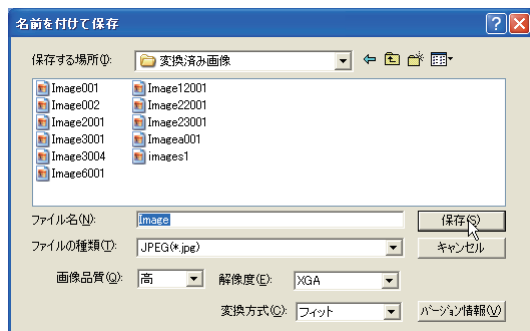 名前を付けて保存
保存する場所(I): 変換済み画像
Image001 Image12001
Image002 Image22001
Image2001 Image23001
Image3001 Imagea001
Image3004 images1
Image6001
ファイル名(N): Image 保存(S)
ファイルの種類(T): JPEG(*.jpg) キャンセル
画像品質(Q): 高 解像度(E): XGA
変換方式(C): フィット バージョン情報(V)